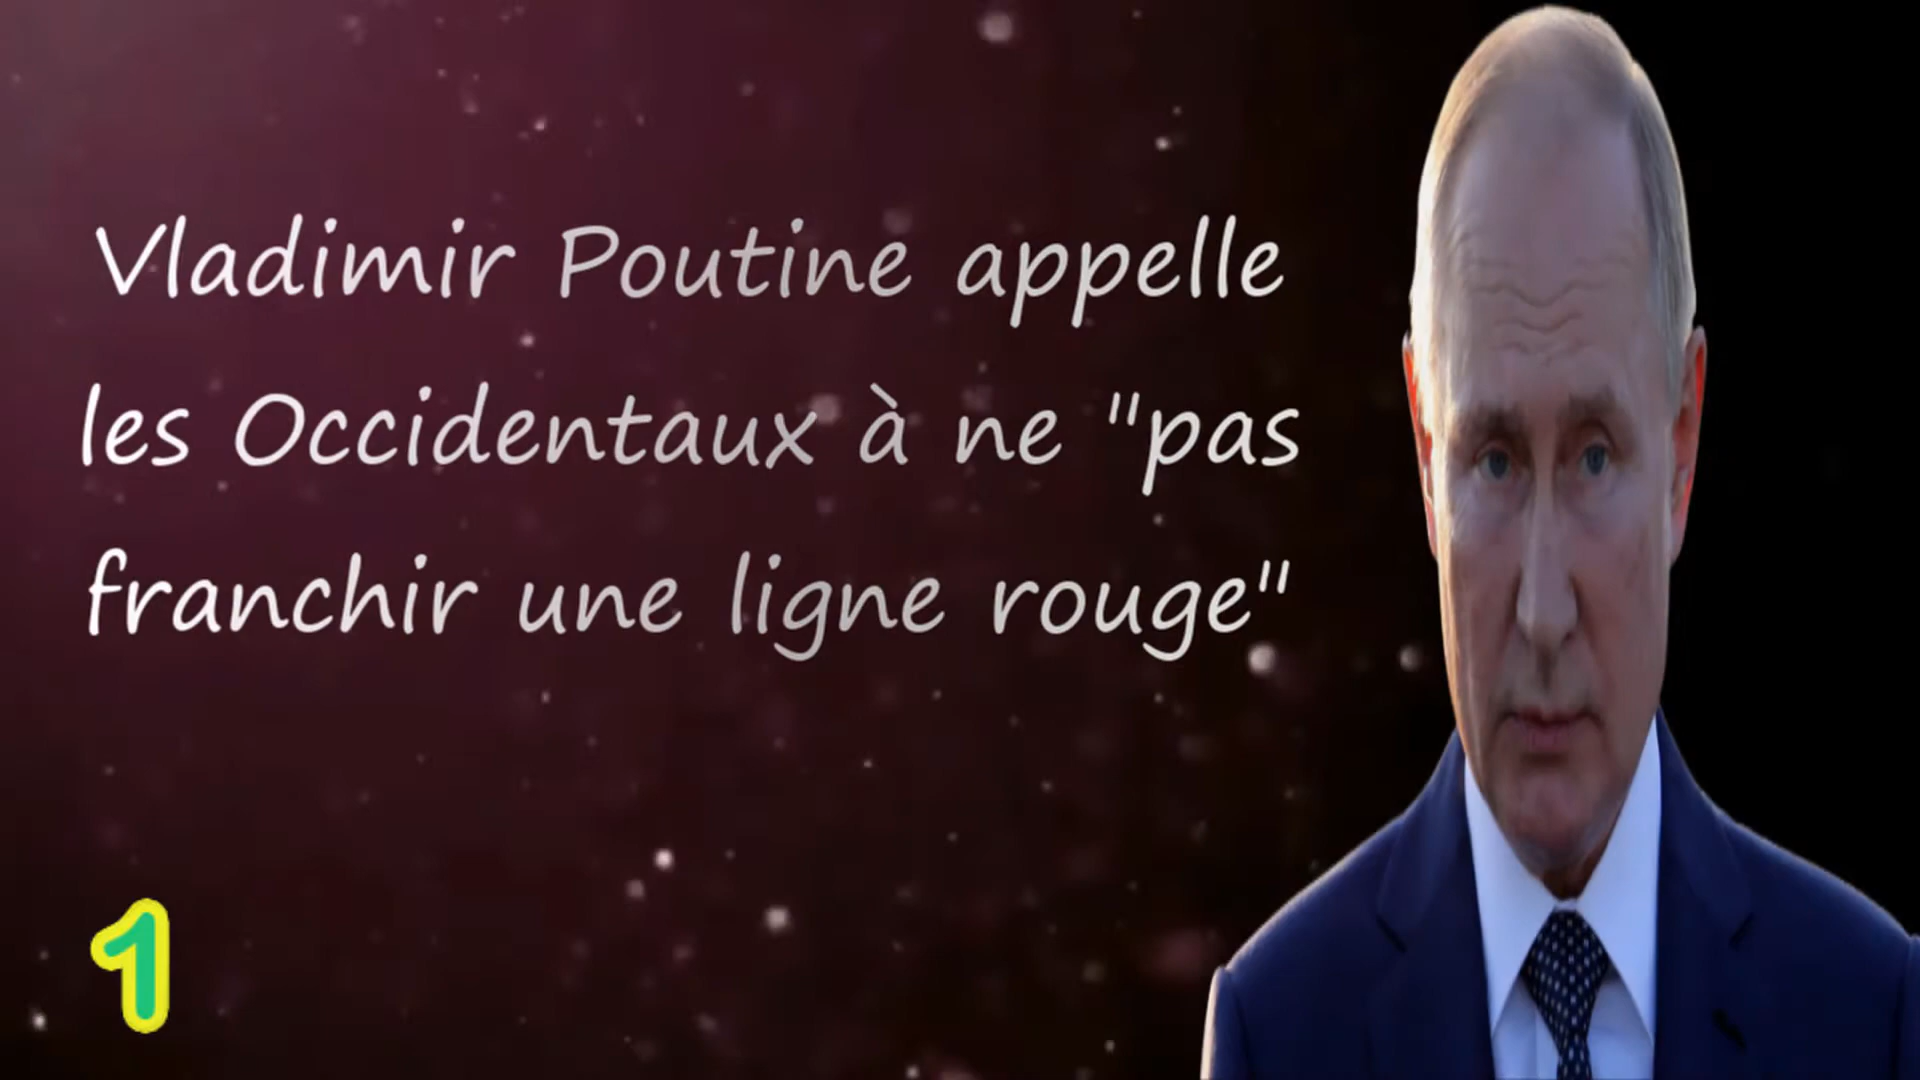 Vladimir Poutine appelle
les Occidentaux à ne "pas
franchir une ligne rouge"
1